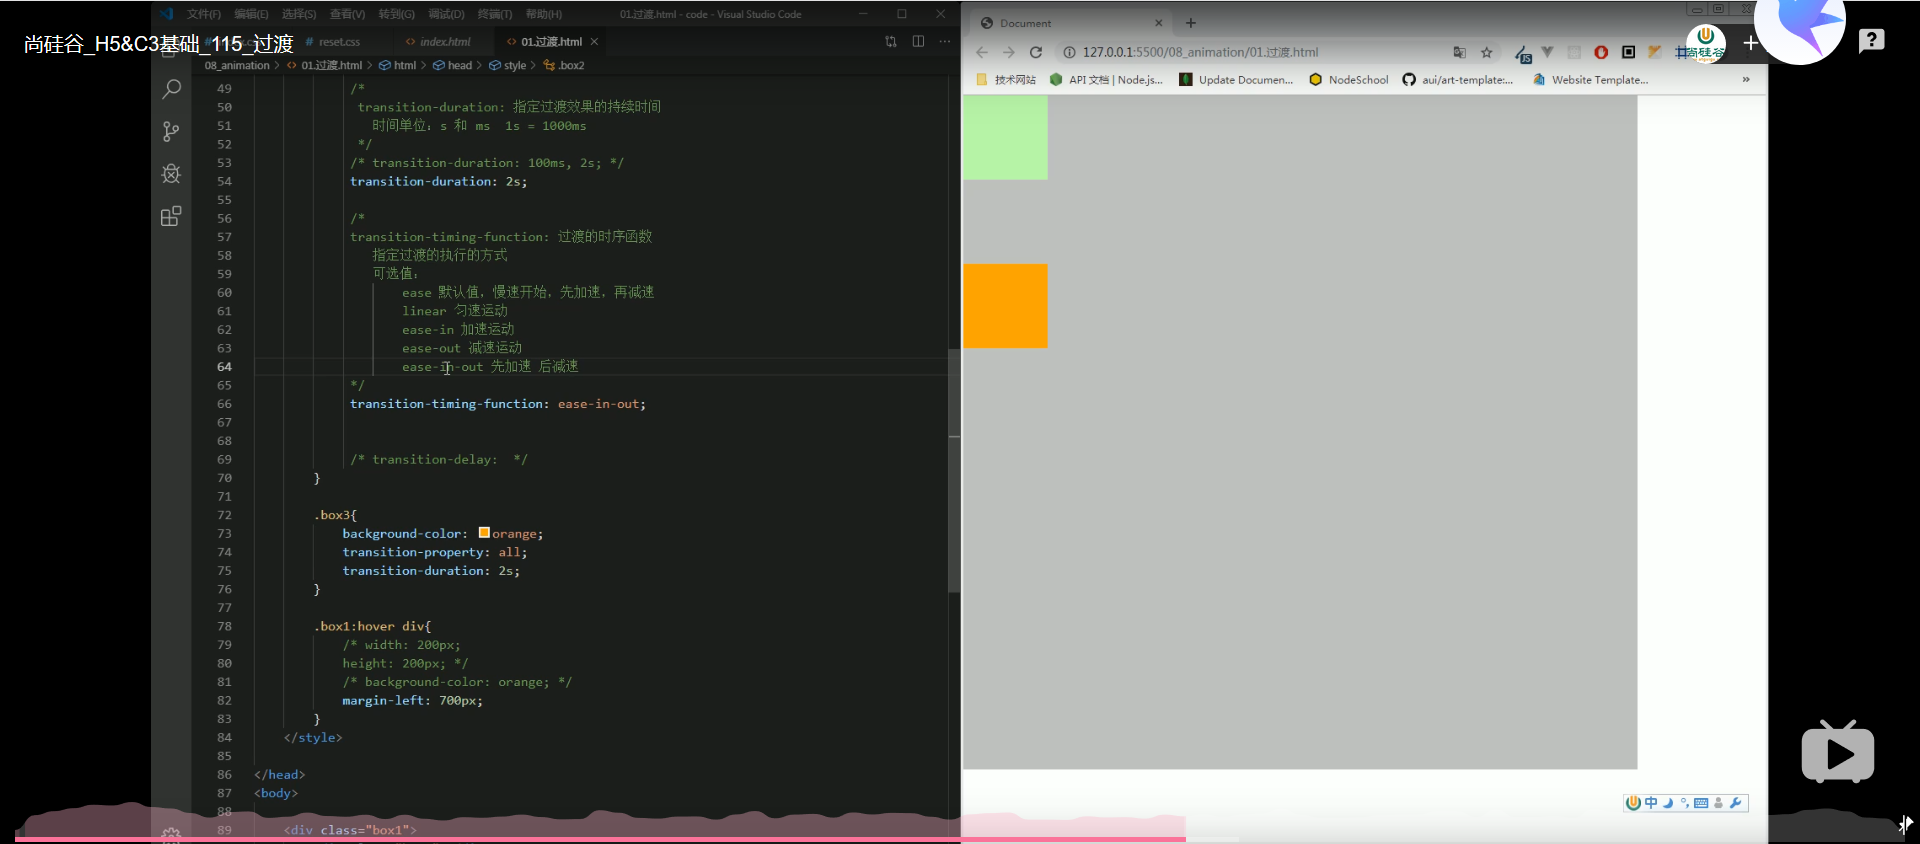 文件(F) 编辑(E) 选择(S) 查看(V) 转到(G) 调试(D) 终端(T) 帮助(H) 01.过渡.html - code - Visual Studio Code
尚硅谷_H5&C3基础_115_过渡
# reset.css
index.html
01.过渡.html
08_animation > 01.过渡.html > html > head > style > .box2
49 /*
50 transition-duration: 指定过渡效果的持续时间
51 时间单位：s 和 ms 1s = 1000ms
52 */
53 /* transition-duration: 100ms, 2s; */
54 transition-duration: 2s;
55
56 /*
57 transition-timing-function: 过渡的时序函数
58 指定过渡的执行的方式
59 可选值：
60 ease 默认值，慢速开始，先加速，再减速
61 linear 匀速运动
62 ease-in 加速运动
63 ease-out 减速运动
64 ease-in-out 先加速 后减速
65 */
66 transition-timing-function: ease-in-out;
67
68
69 /* transition-delay:  */
70 }
71
72 .box3{
73 background-color: orange;
74 transition-property: all;
75 transition-duration: 2s;
76 }
77
78 .box1:hover div{
79 /* width: 200px;
80 height: 200px; */
81 /* background-color: orange; */
82 margin-left: 700px;
83 }
84 </style>
85
86 </head>
87 <body>
88
89 <div class="box1">
Document
127.0.0.1:5500/08_animation/01.过渡.html
尚硅谷
技术网站 API 文档 | Node.js... Update Documen... NodeSchool aui/art-template:... Website Template... »
中